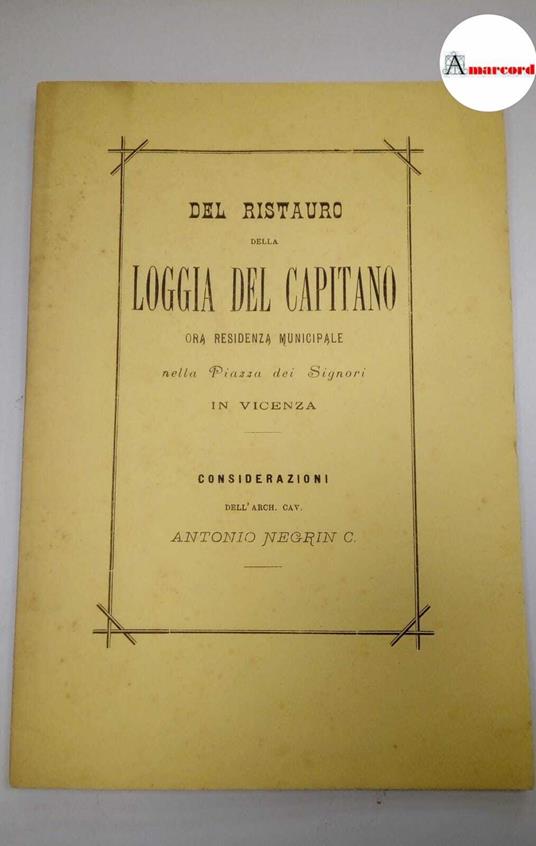 Amarcord
DEL RISTAURO
DELLA
LOGGIA DEL CAPITANO
ORA RESIDENZA MUNICIPALE
nella Piazza dei Signori
IN VICENZA
CONSIDERAZIONI
DELL'ARCH. CAV.
ANTONIO NEGRIN C.